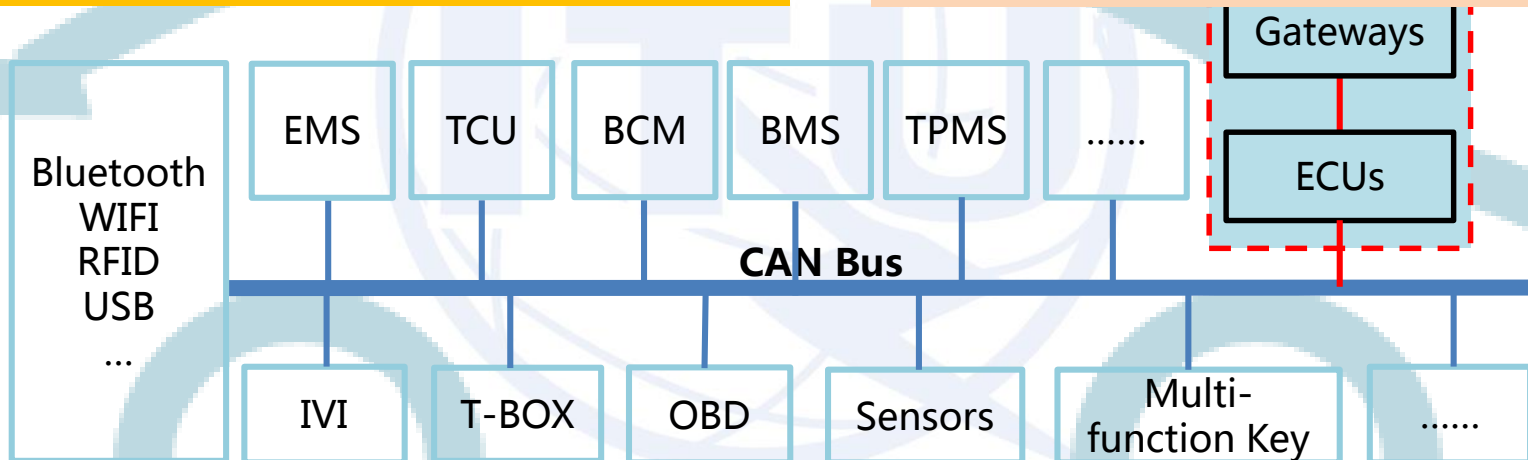 Gateways
EMS
TCU
BCM
BMS
TPMS
......
ECUs
Bluetooth
WIFI
RFID
USB
...
CAN Bus
IVI
T-BOX
OBD
Sensors
Multi-
function Key
......
ITU